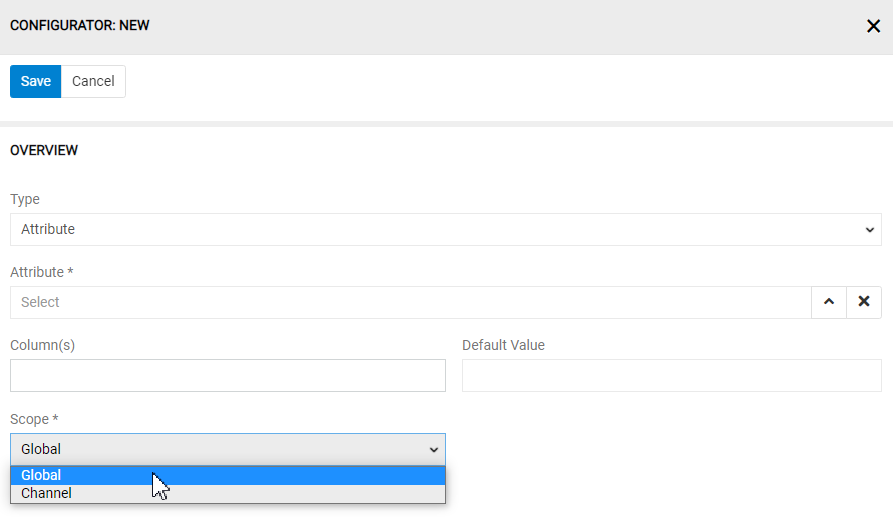 CONFIGURATOR: NEW
Save Cancel
OVERVIEW
Type
Attribute
Attribute *
Select
Column(s) Default Value
Scope *
Global
Global
Channel